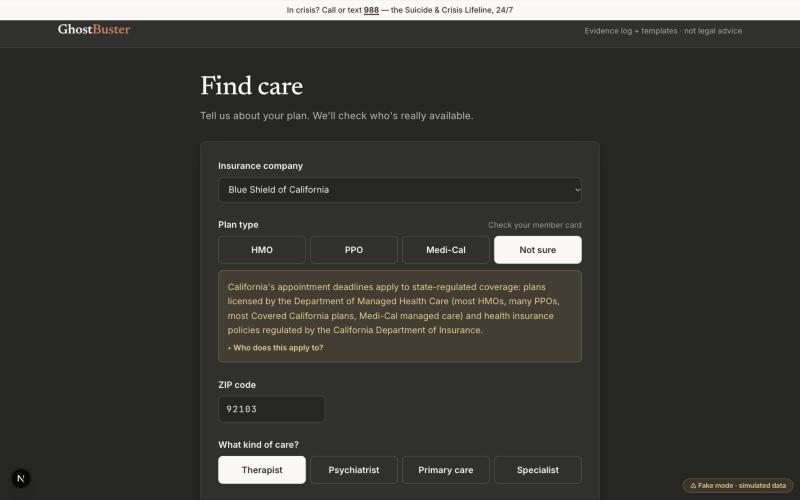 In crisis? Call or text 988 — the Suicide & Crisis Lifeline, 24/7
GhostBuster
Evidence log + templates · not legal advice
Find care
Tell us about your plan. We'll check who's really available.
Insurance company
Blue Shield of California
Plan type
Check your member card
HMO
PPO
Medi-Cal
Not sure
California's appointment deadlines apply to state-regulated coverage: plans
licensed by the Department of Managed Health Care (most HMOs, many PPOs,
most Covered California plans, Medi-Cal managed care) and health insurance
policies regulated by the California Department of Insurance.
• Who does this apply to?
ZIP code
92103
What kind of care?
Therapist
Psychiatrist
Primary care
Specialist
N
⚠ Fake mode · simulated data